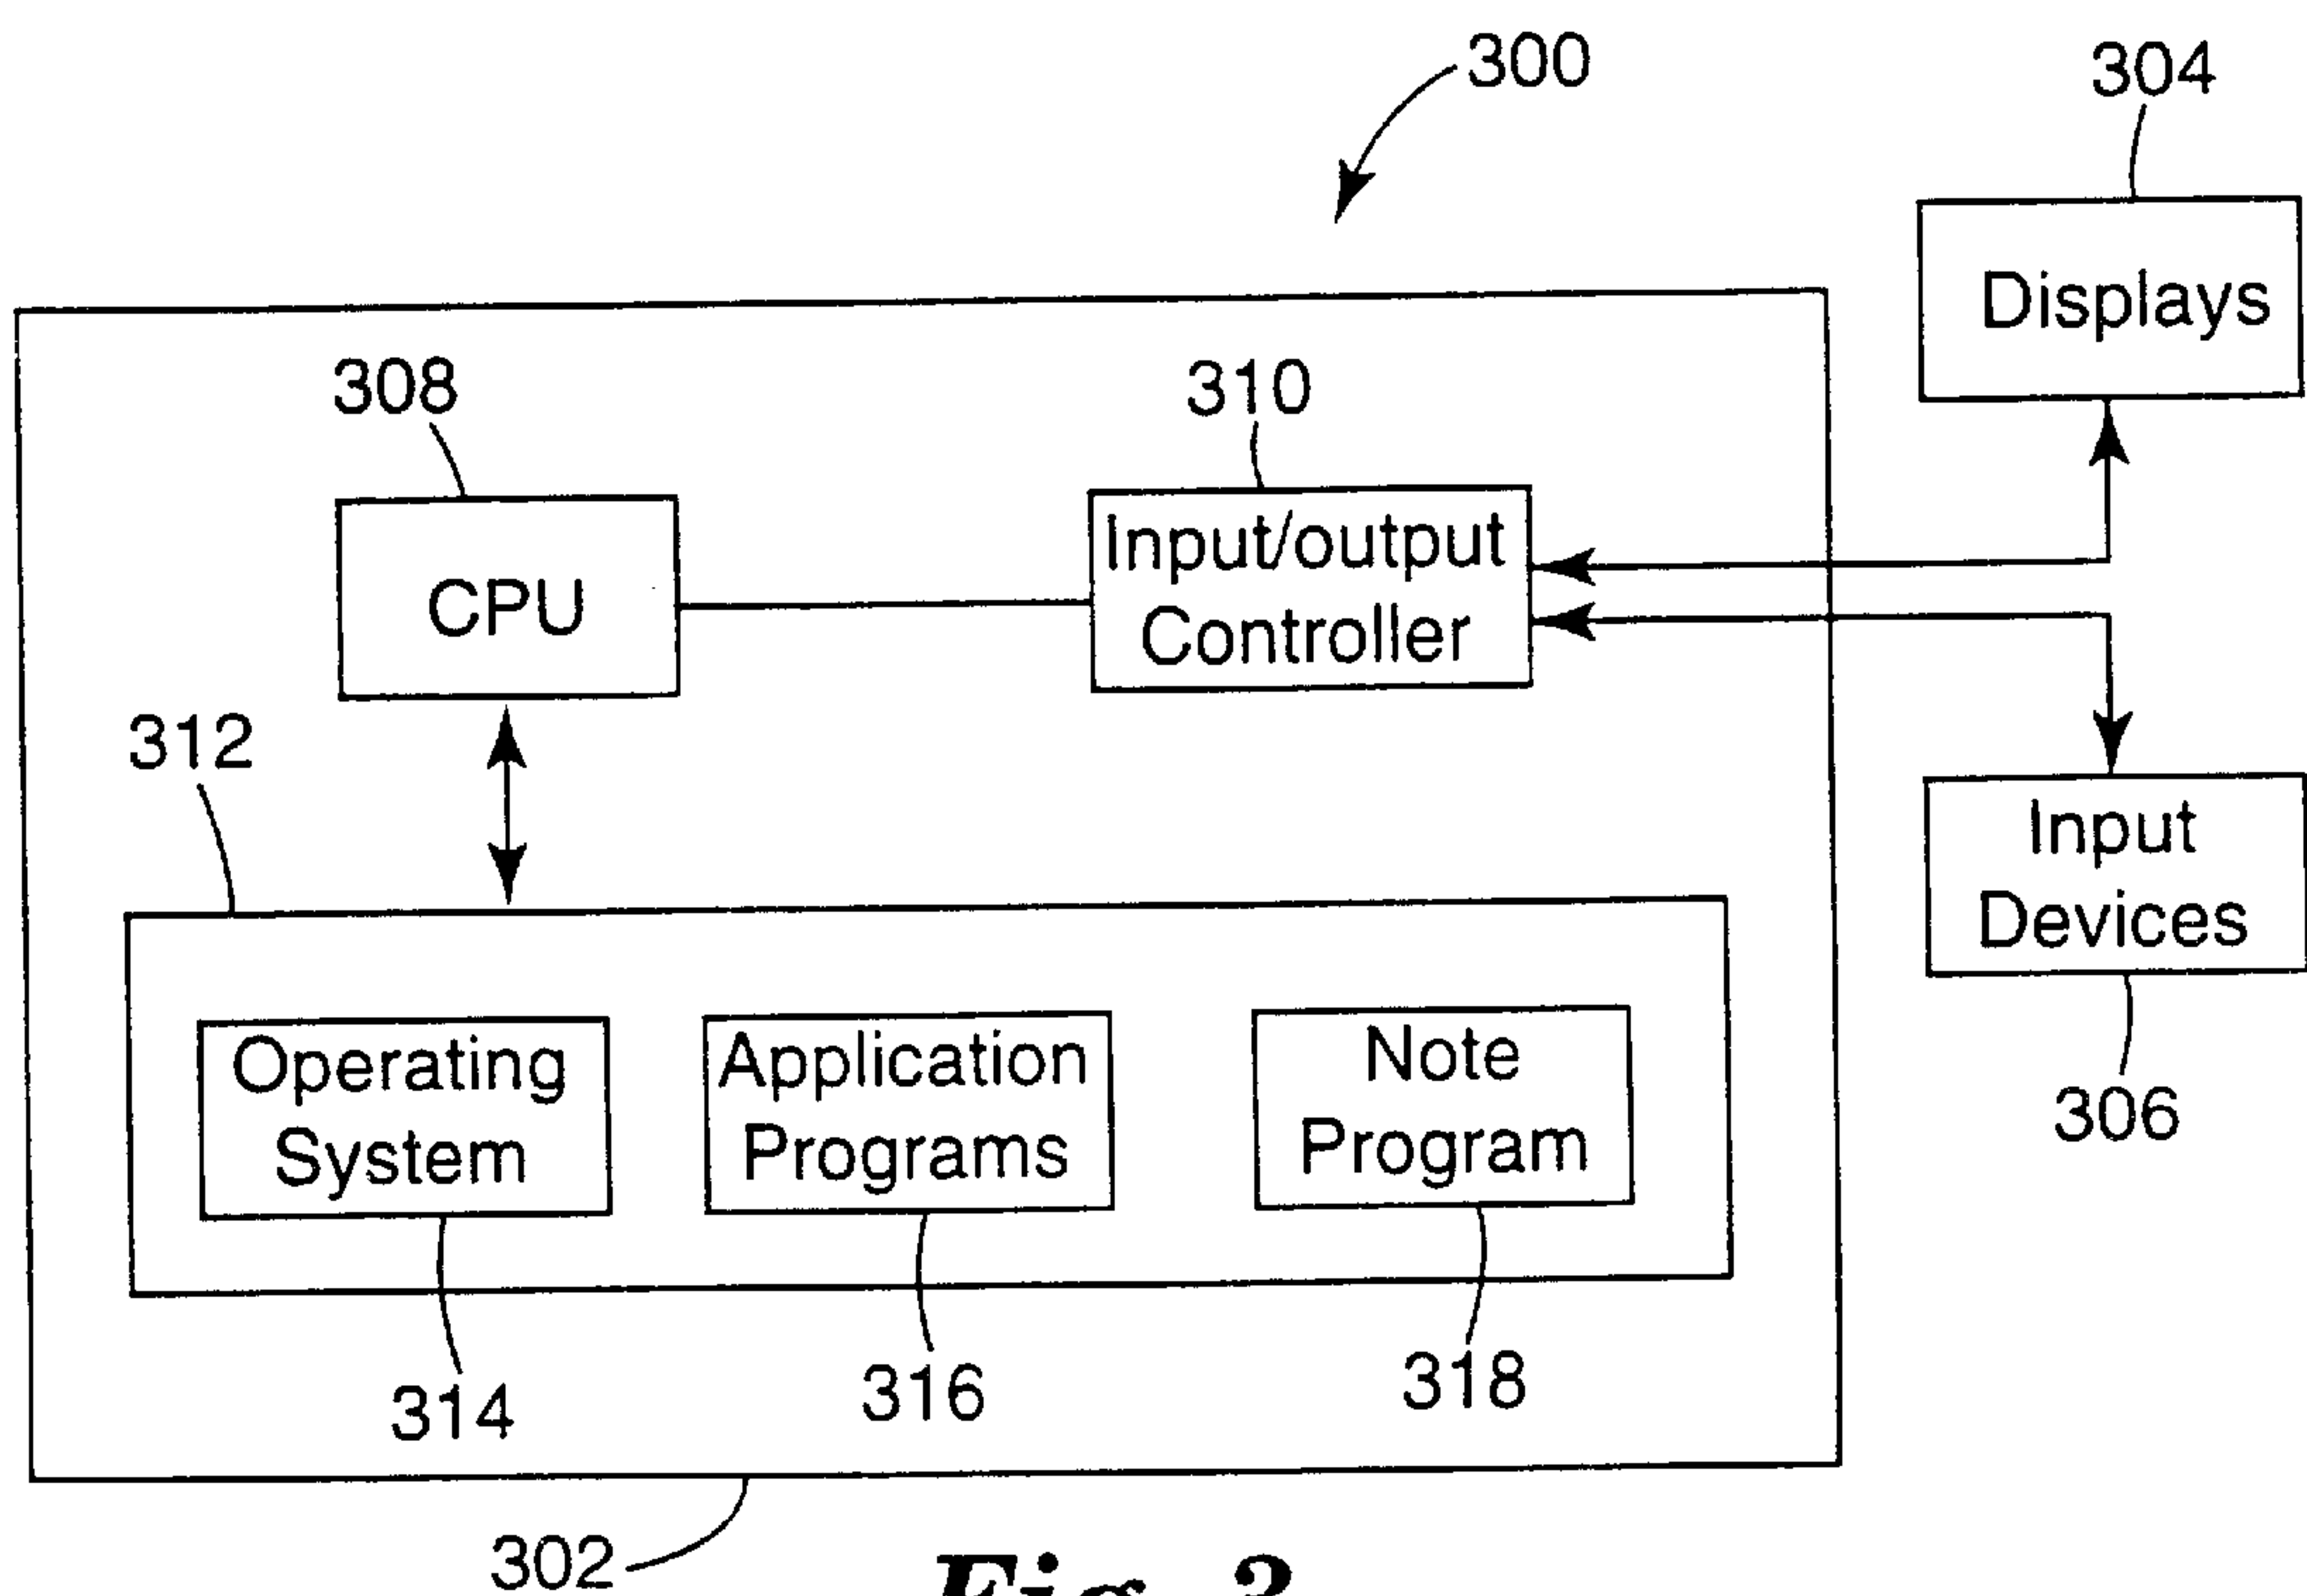 300
304
Displays
308
310
CPU
Input/output
Controller
312
Input
Devices
306
Operating
System
Application
Programs
Note
Program
314
316
318
302